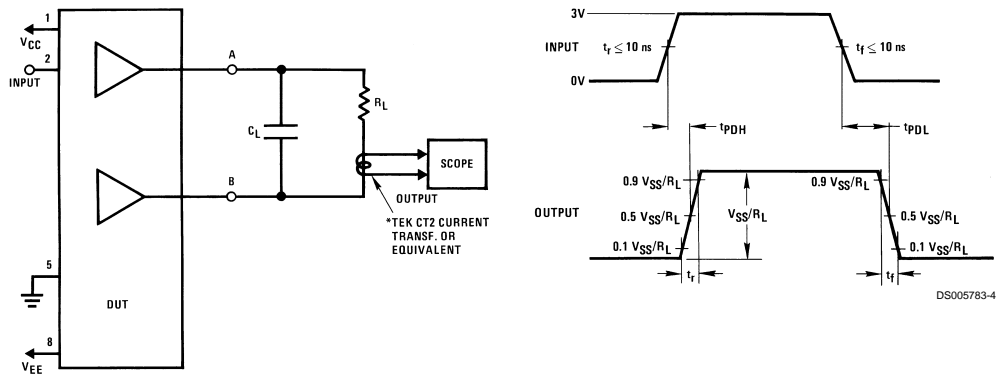 1
VCC
2
INPUT
5
DUT
8
VEE
A
CL
RL
B
OUTPUT
SCOPE
*TEK CT2 CURRENT
TRANSF. OR
EQUIVALENT
3V
INPUT
tr ≤ 10 ns
tf ≤ 10 ns
0V
tPDH
tPDL
0.9 VSS/RL
0.9 VSS/RL
OUTPUT
0.5 VSS/RL
VSS/RL
0.5 VSS/RL
0.1 VSS/RL
0.1 VSS/RL
tr
tf
DS005783-4